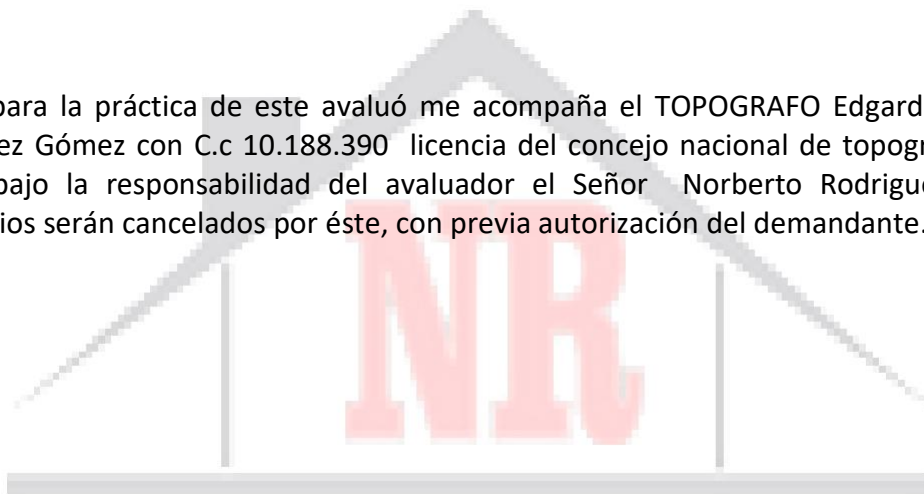 para la práctica de este avaluó me acompaña el TOPOGRAFO Edgard
ez Gómez con C.c 10.188.390 licencia del concejo nacional de topogr
bajo la responsabilidad del avaluador el Señor Norberto Rodrigu
ios serán cancelados por éste, con previa autorización del demandante.
NR